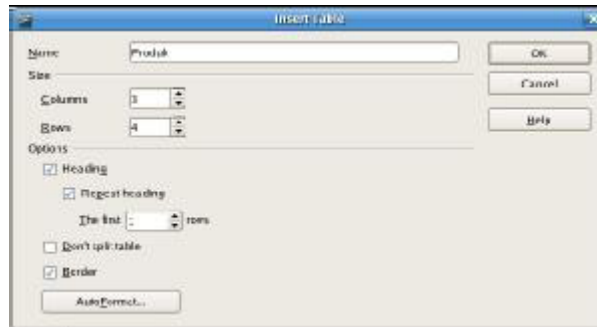 Insert Table
Name Produk OK
Size Cancel
Columns 3
Rows 4 Help
Options
Heading
Repeat heading
The first rows
Don't split table
Border
AutoFormat...